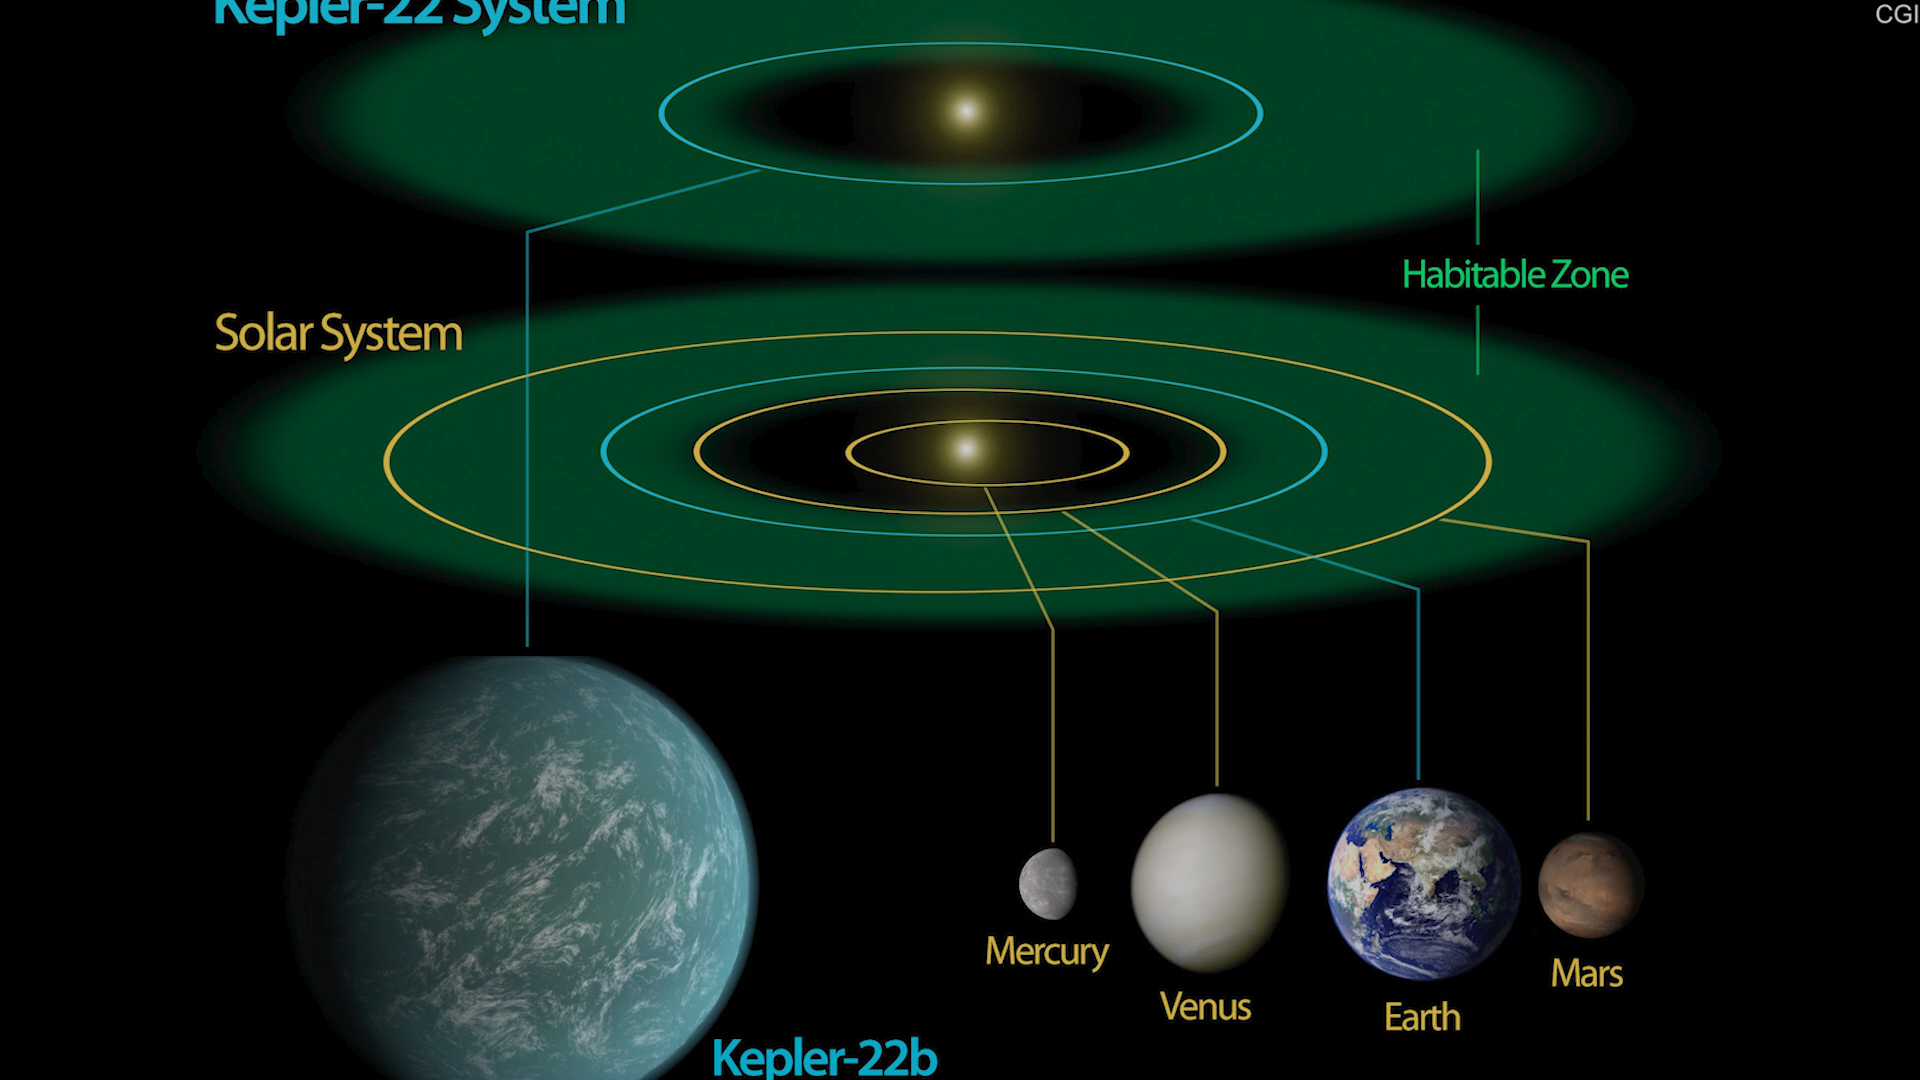 Kepler-22 System
CGI
Habitable Zone
Solar System
Mercury
Venus
Earth
Mars
Kepler-22b